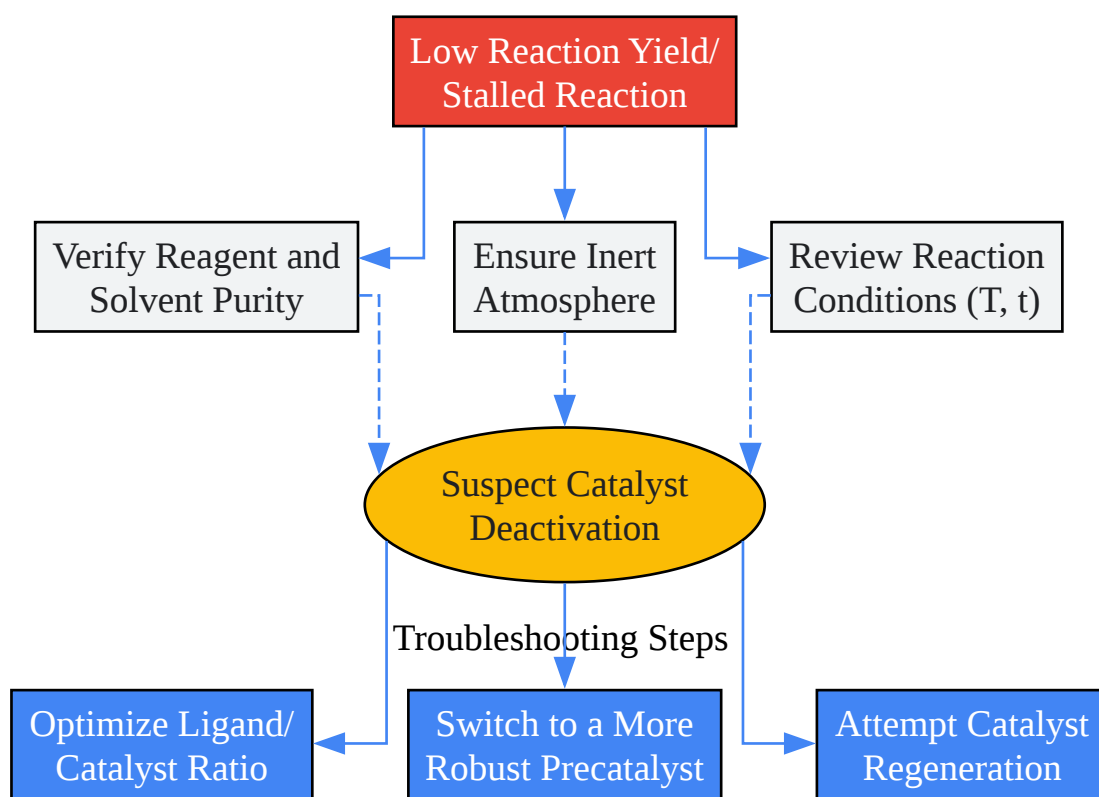 Low Reaction Yield/
Stalled Reaction
Verify Reagent and
Solvent Purity
Ensure Inert
Atmosphere
Review Reaction
Conditions (T, t)
Suspect Catalyst
Deactivation
Troubleshooting Steps
Optimize Ligand/
Catalyst Ratio
Switch to a More
Robust Precatalyst
Attempt Catalyst
Regeneration